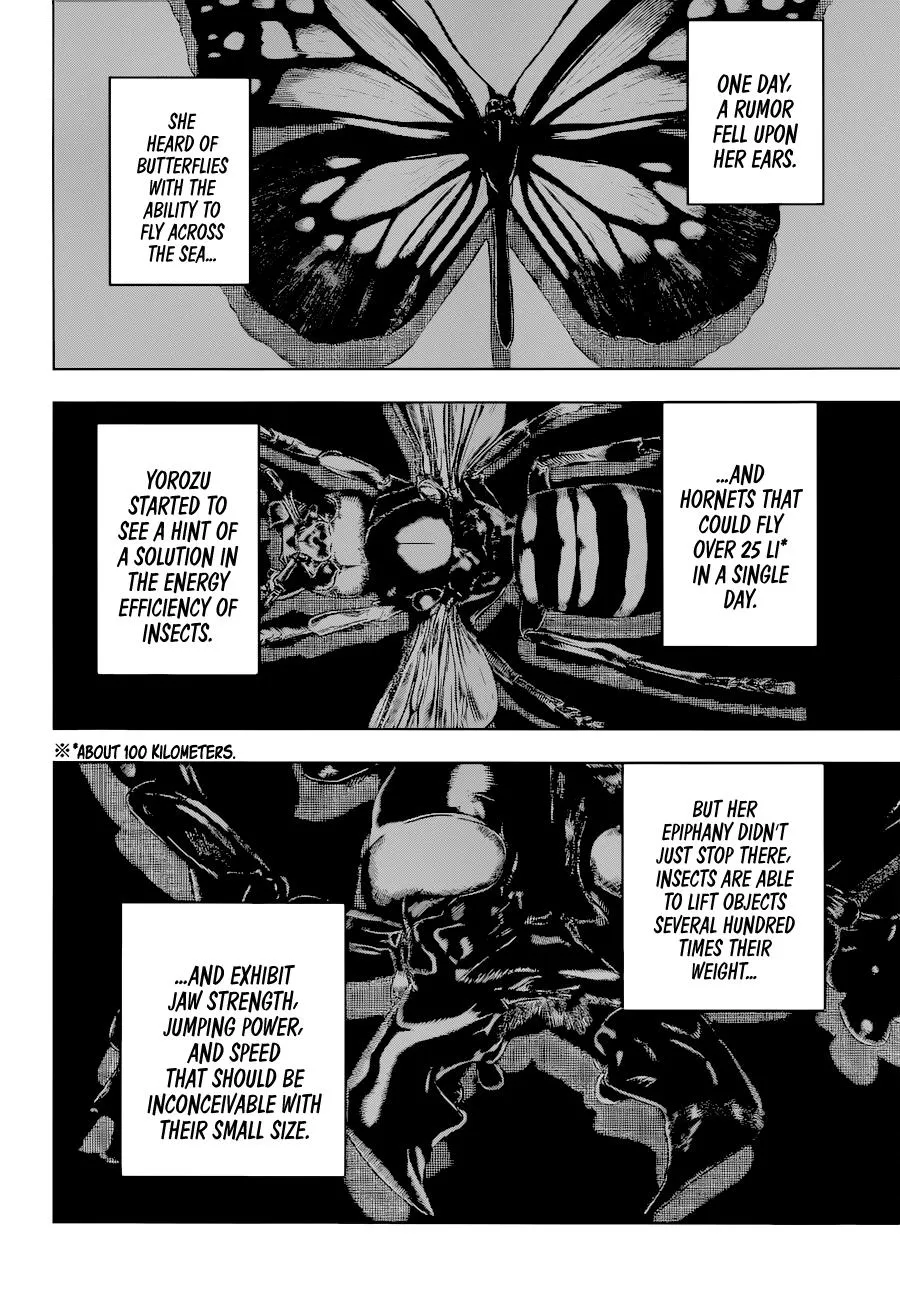 ONE DAY,
A RUMOR
FELL UPON
HER EARS.
SHE
HEARD OF
BUTTERFLIES
WITH THE
ABILITY TO
FLY ACROSS
THE SEA...
...AND
HORNETS THAT
COULD FLY
OVER 25 LI*
IN A SINGLE
DAY.
YOROZU
STARTED TO
SEE A HINT OF
A SOLUTION IN
THE ENERGY
EFFICIENCY OF
INSECTS.
※*ABOUT 100 KILOMETERS.
BUT HER
EPIPHANY DIDN'T
JUST STOP THERE,
INSECTS ARE ABLE
TO LIFT OBJECTS
SEVERAL HUNDRED
TIMES THEIR
WEIGHT...
...AND EXHIBIT
JAW STRENGTH,
JUMPING POWER,
AND SPEED
THAT SHOULD BE
INCONCEIVABLE WITH
THEIR SMALL SIZE.